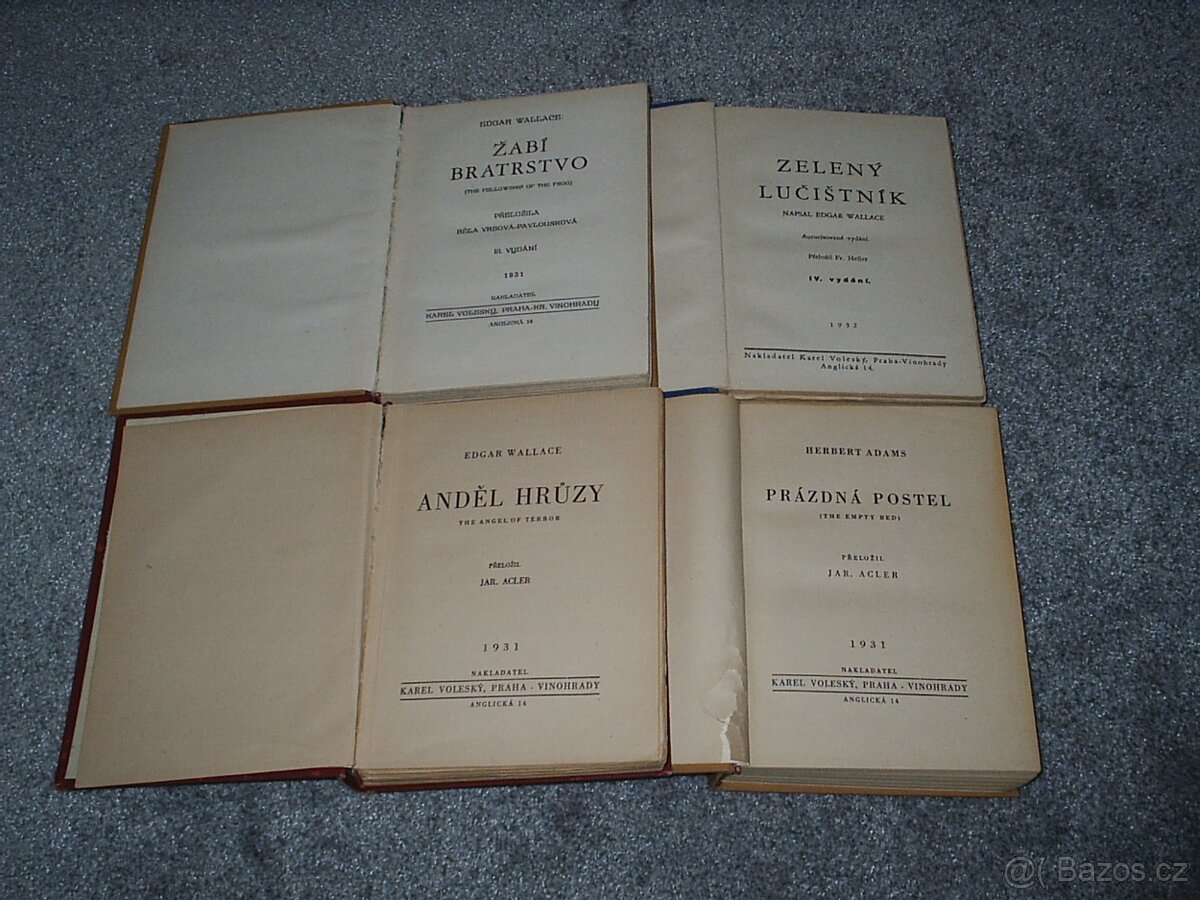 EDGAR WALLACE:
ŽABÍ
BRATRSTVO
(THE FELLOWSHIP OF THE FROG)
PŘELOŽILA
BĚLA VRBOVÁ-PAVLOUSKOVÁ
III. VYDÁNÍ
1931
NAKLADATEL
KAREL VOLESKÝ, PRAHA-KR. VINOHRADY
ANGLICKÁ 14
ZELENÝ
LUČIŠTNÍK
NAPSAL EDGAR WALLACE
Autorisované vydání.
Přeložil Fr. Heller
IV. vydání.
1932
Nakladatel Karel Voleský, Praha-Vinohrady
Anglická 14.
EDGAR WALLACE
ANDĚL HRŮZY
THE ANGEL OF TERROR
PŘELOŽIL
JAR. ACLER
1931
NAKLADATEL
KAREL VOLESKÝ, PRAHA - VINOHRADY
ANGLICKÁ 14
HERBERT ADAMS
PRÁZDNÁ POSTEL
(THE EMPTY BED)
PŘELOŽIL
JAR. ACLER
1931
NAKLADATEL
KAREL VOLESKÝ, PRAHA - VINOHRADY
ANGLICKÁ 14
@( Bazos.cz